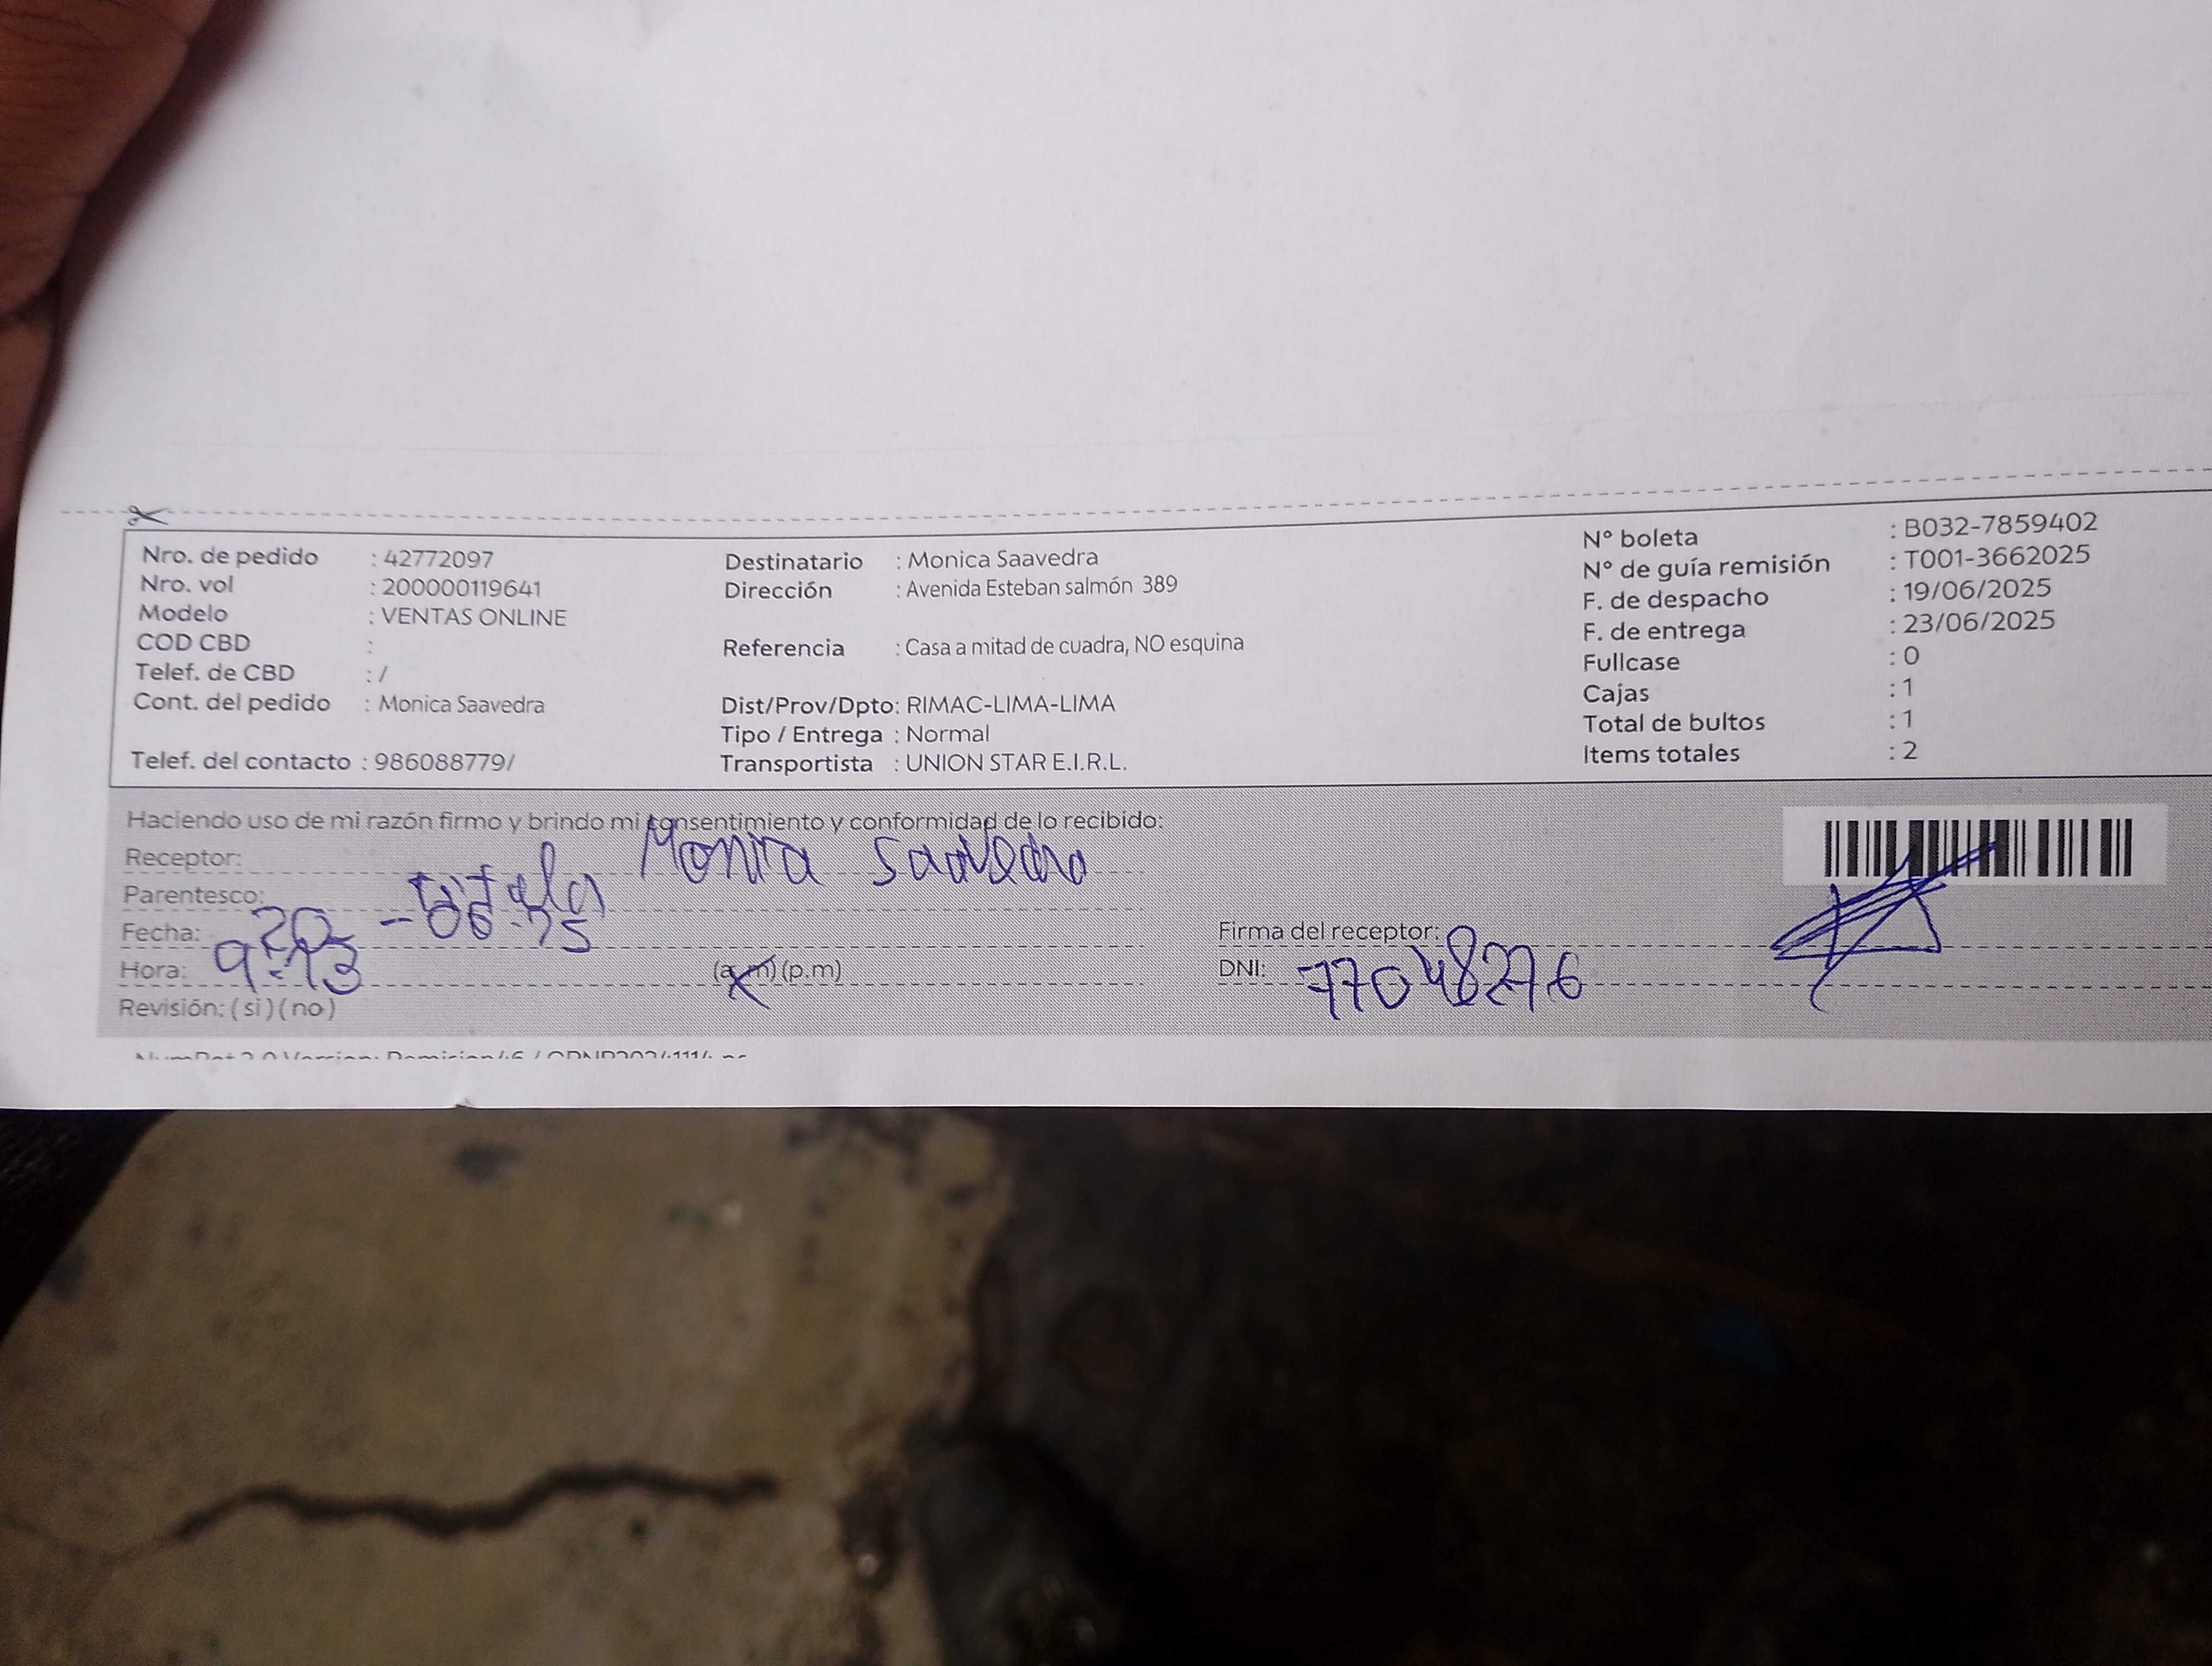 Nro. de pedido : 42772097
Nro. vol : 200000119641
Modelo : VENTAS ONLINE
COD CBD :
Telef. de CBD : /
Cont. del pedido : Monica Saavedra
Telef. del contacto : 986088779/
Destinatario : Monica Saavedra
Dirección : Avenida Esteban salmón 389
Referencia : Casa a mitad de cuadra, NO esquina
Dist/Prov/Dpto: RIMAC-LIMA-LIMA
Tipo / Entrega : Normal
Transportista : UNION STAR E.I.R.L.
N° boleta : B032-7859402
N° de guía remisión : T001-3662025
F. de despacho : 19/06/2025
F. de entrega : 23/06/2025
Fullcase : 0
Cajas : 1
Total de bultos : 1
Items totales : 2
Haciendo uso de mi razón firmo y brindo mi consentimiento y conformidad de lo recibido:
Receptor: Monica Saavedra
Parentesco: titular
Fecha: 20 - 06 - 25
Hora: 9:43 (a.m) (p.m)
Revisión: ( si ) ( no )
Firma del receptor:
DNI: 77048276